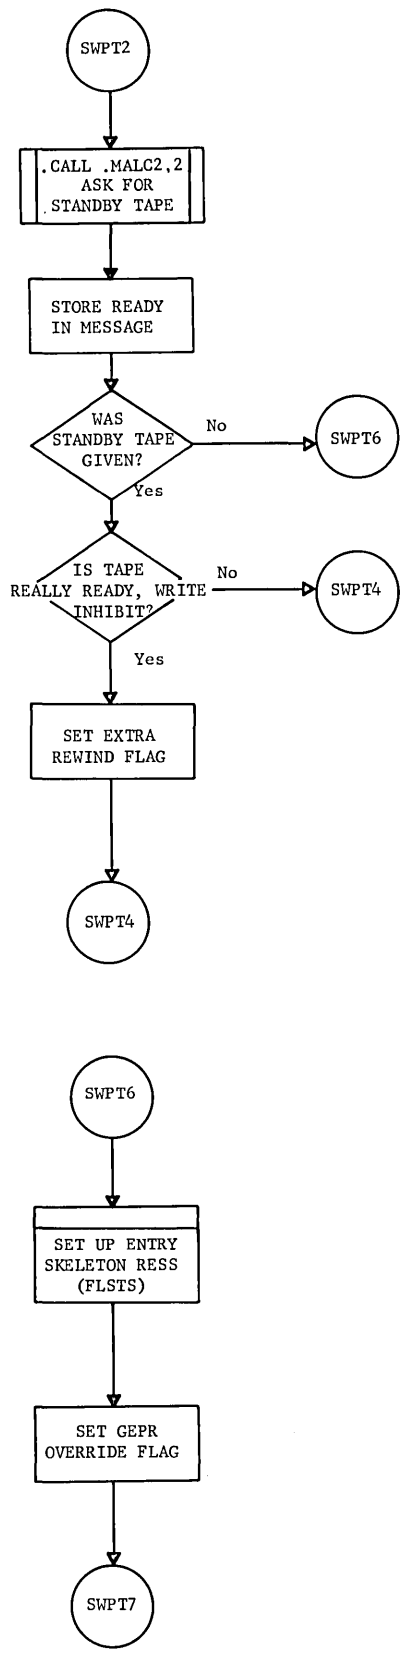 SWPT2
.CALL .MALC2,2
ASK FOR
STANDBY TAPE
STORE READY
IN MESSAGE
WAS
STANDBY TAPE
GIVEN?
No
SWPT6
Yes
IS TAPE
REALLY READY, WRITE
INHIBIT?
No
SWPT4
Yes
SET EXTRA
REWIND FLAG
SWPT4
SWPT6
SET UP ENTRY
SKELETON RESS
(FLSTS)
SET GEPR
OVERRIDE FLAG
SWPT7